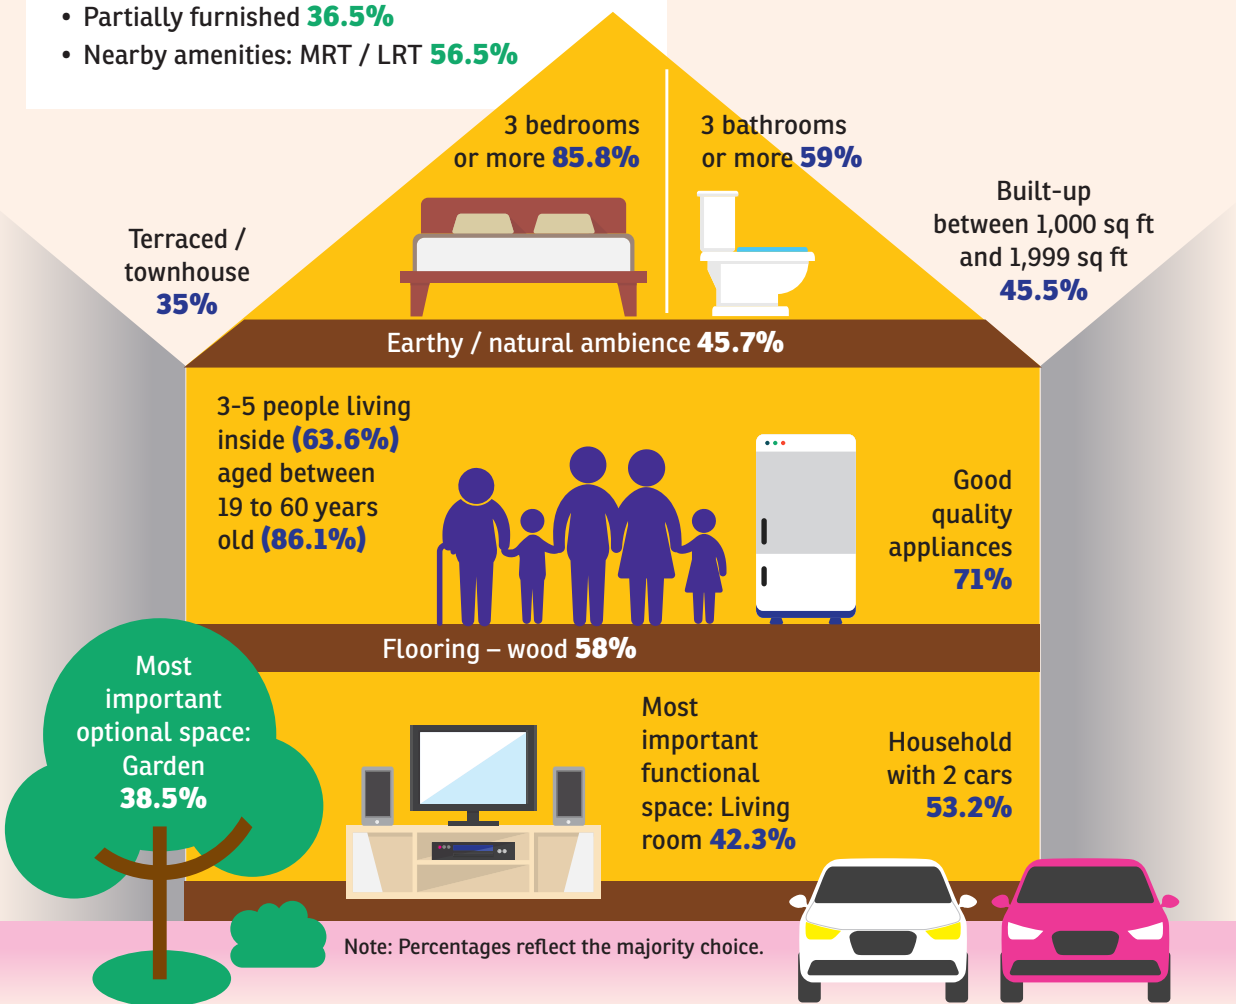 • Partially furnished 36.5%
• Nearby amenities: MRT / LRT 56.5%
3 bedrooms
or more 85.8%
3 bathrooms
or more 59%
Terraced /
townhouse
35%
Built-up
between 1,000 sq ft
and 1,999 sq ft
45.5%
Earthy / natural ambience 45.7%
3-5 people living
inside (63.6%)
aged between
19 to 60 years
old (86.1%)
Good
quality
appliances
71%
Flooring – wood 58%
Most
important
optional space:
Garden
38.5%
Most
important
functional
space: Living
room 42.3%
Household
with 2 cars
53.2%
Note: Percentages reflect the majority choice.